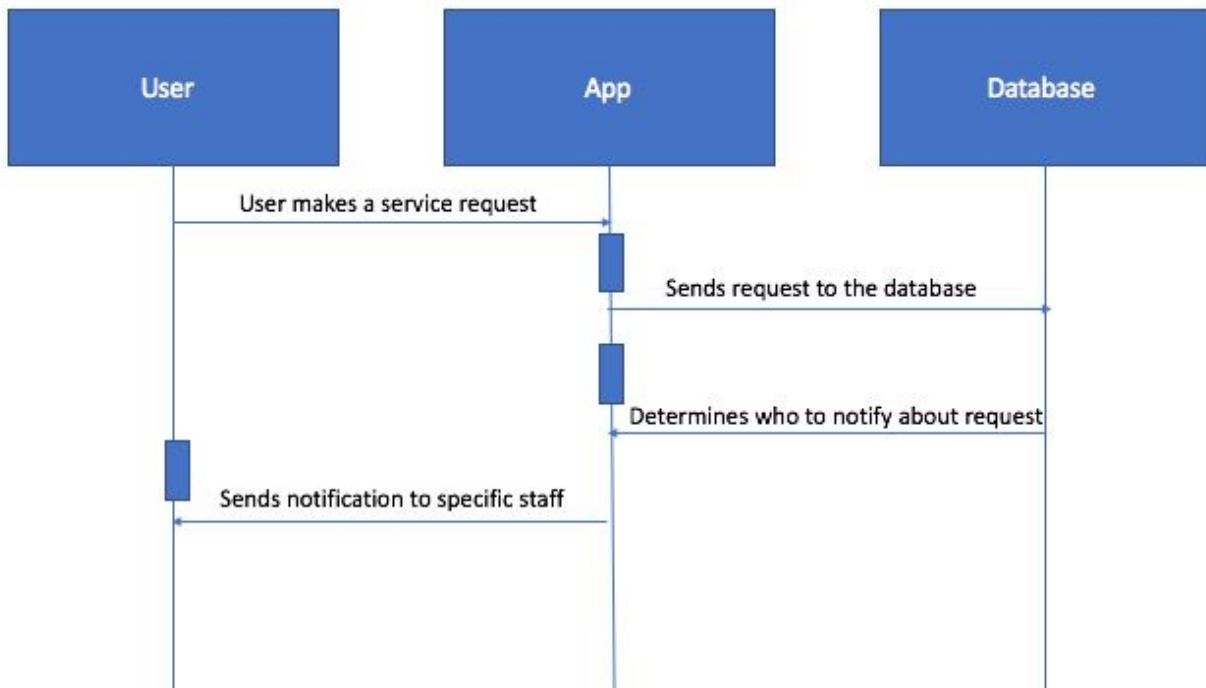 User
App
Database
User makes a service request
Sends request to the database
Determines who to notify about request
Sends notification to specific staff